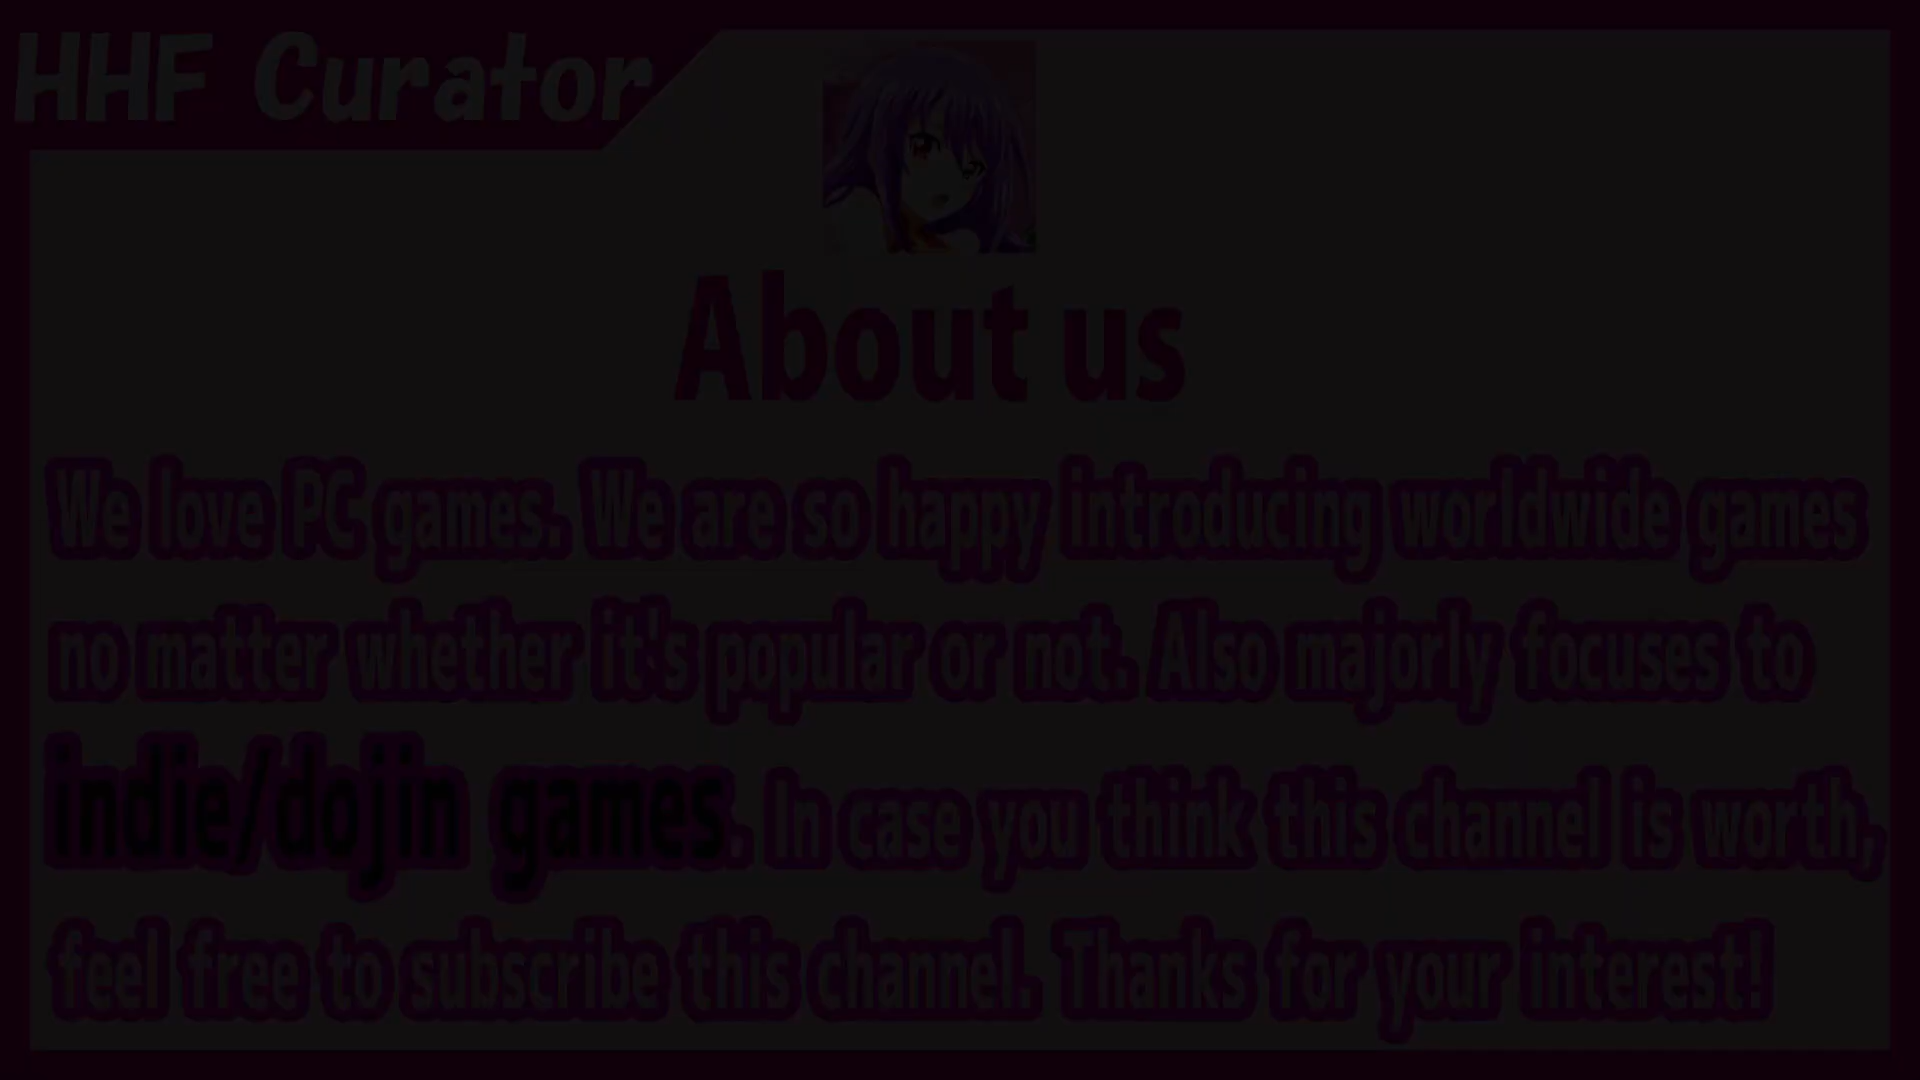 HHF Curator
About us
We love PC games. We are so happy introducing worldwide games
no matter whether it's popular or not. Also majorly focuses to
indie/dojin games. In case you think this channel is worth,
feel free to subscribe this channel. Thanks for your interest!